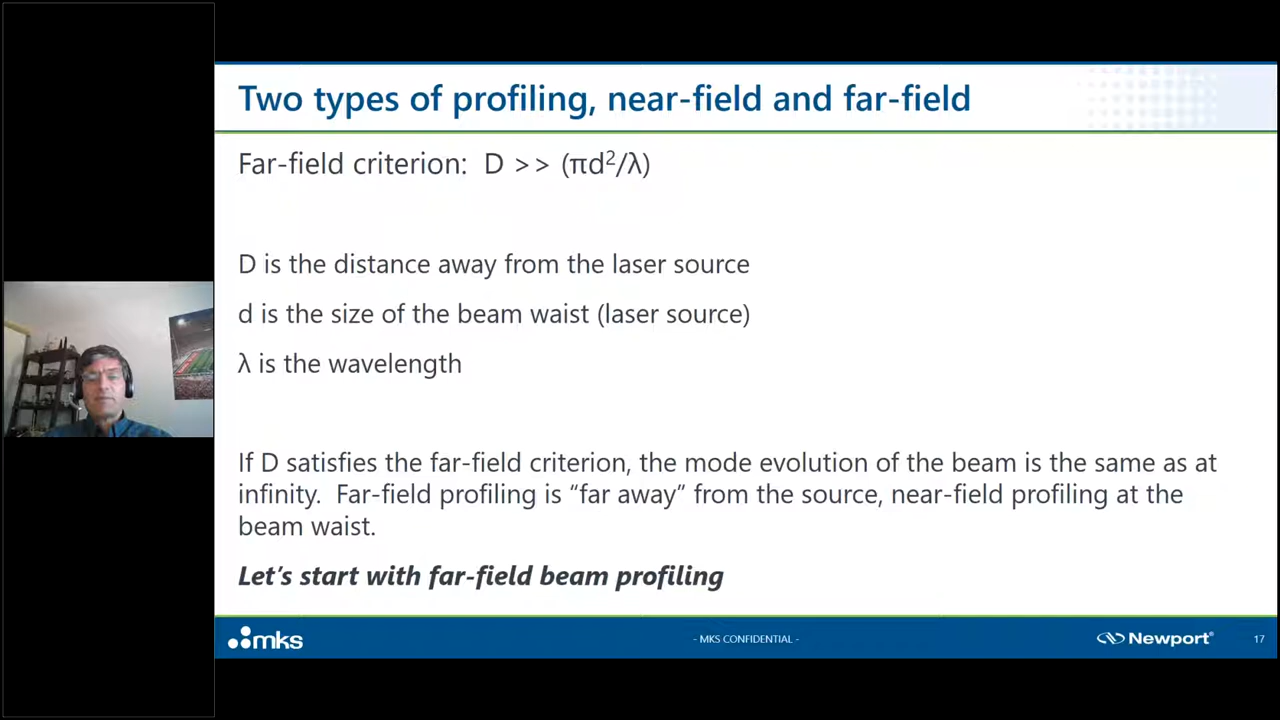 Two types of profiling, near-field and far-field
Far-field criterion:  D >> (πd²/λ)
D is the distance away from the laser source
d is the size of the beam waist (laser source)
λ is the wavelength
If D satisfies the far-field criterion, the mode evolution of the beam is the same as at
infinity.  Far-field profiling is “far away” from the source, near-field profiling at the
beam waist.
Let’s start with far-field beam profiling
mks
- MKS CONFIDENTIAL -
Newport®
17